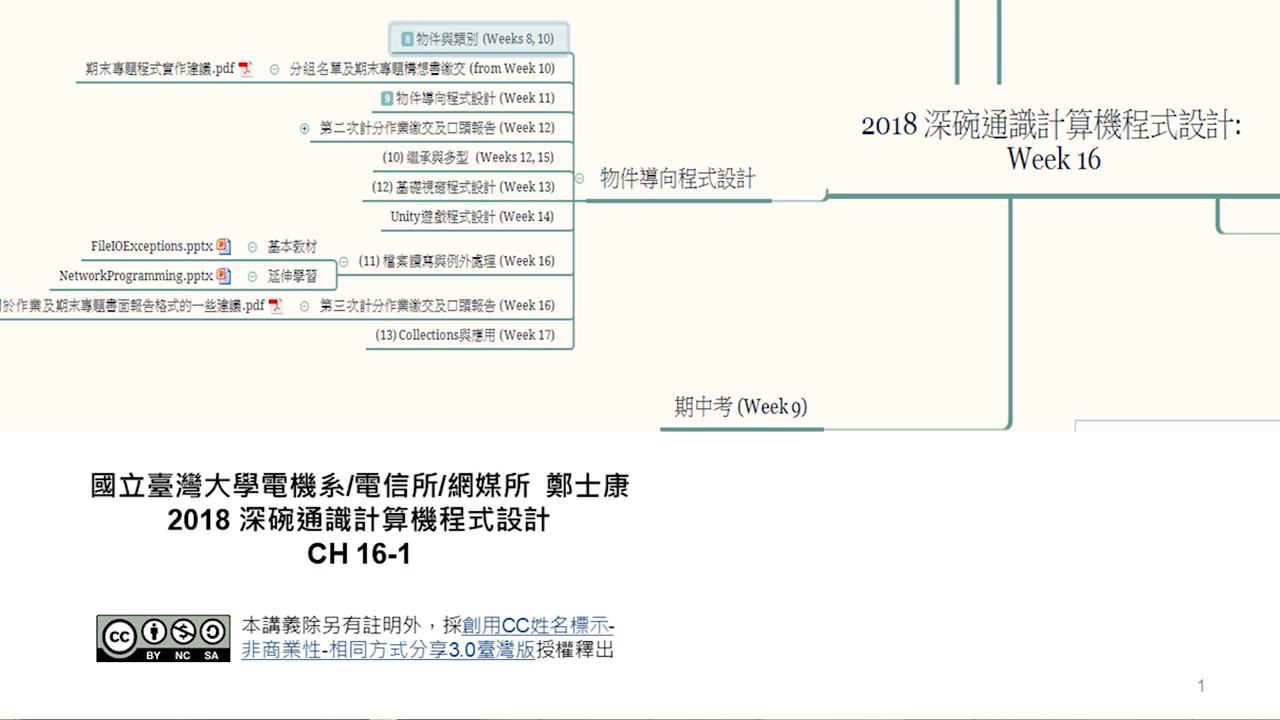 8 物件與類別 (Weeks 8, 10)
期末專題程式實作建議.pdf 分組名單及期末專題構想書繳交 (from Week 10)
9 物件導向程式設計 (Week 11)
第二次計分作業繳交及口頭報告 (Week 12)
(10) 繼承與多型 (Weeks 12, 15)
(12) 基礎視窗程式設計 (Week 13)
Unity遊戲程式設計 (Week 14)
FileIOExceptions.pptx 基本教材
(11) 檔案讀寫與例外處理 (Week 16)
NetworkProgramming.pptx 延伸學習
於作業及期末專題書面報告格式的一些建議.pdf 第三次計分作業繳交及口頭報告 (Week 16)
(13) Collections與應用 (Week 17)
物件導向程式設計
2018 深碗通識計算機程式設計:
Week 16
期中考 (Week 9)
國立臺灣大學電機系/電信所/網媒所 鄭士康
2018 深碗通識計算機程式設計
CH 16-1
cc BY NC SA
本講義除另有註明外，採創用CC姓名標示-
非商業性-相同方式分享3.0臺灣版授權釋出
1